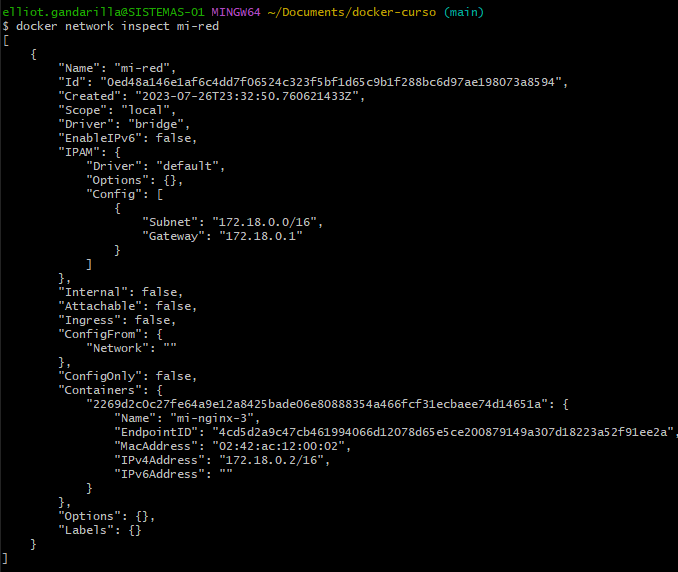 elliot.gandarilla@SISTEMAS-01 MINGW64 ~/Documents/docker-curso (main)
$ docker network inspect mi-red
[
    {
        "Name": "mi-red",
        "Id": "0ed48a146e1af6c4dd7f06524c323f5bf1d65c9b1f288bc6d97ae198073a8594",
        "Created": "2023-07-26T23:32:50.760621433Z",
        "Scope": "local",
        "Driver": "bridge",
        "EnableIPv6": false,
        "IPAM": {
            "Driver": "default",
            "Options": {},
            "Config": [
                {
                    "Subnet": "172.18.0.0/16",
                    "Gateway": "172.18.0.1"
                }
            ]
        },
        "Internal": false,
        "Attachable": false,
        "Ingress": false,
        "ConfigFrom": {
            "Network": ""
        },
        "ConfigOnly": false,
        "Containers": {
            "2269d2c0c27fe64a9e12a8425bade06e80888354a466fcf31ecbaee74d14651a": {
                "Name": "mi-nginx-3",
                "EndpointID": "4cd5d2a9c47cb461994066d12078d65e5ce200879149a307d18223a52f91ee2a",
                "MacAddress": "02:42:ac:12:00:02",
                "IPv4Address": "172.18.0.2/16",
                "IPv6Address": ""
            }
        },
        "Options": {},
        "Labels": {}
    }
]